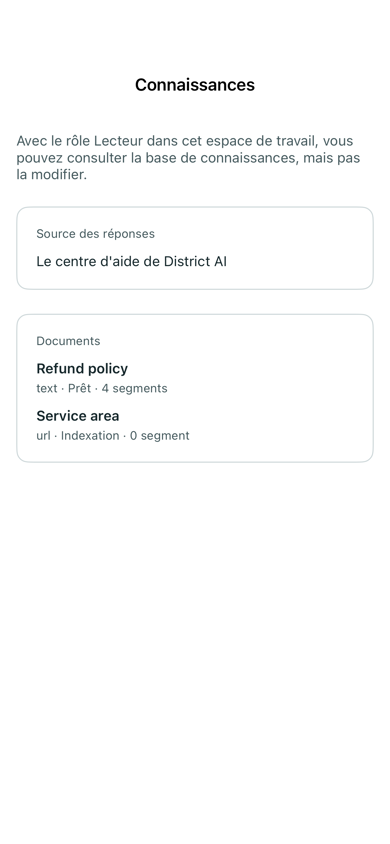 Connaissances
Avec le rôle Lecteur dans cet espace de travail, vous
pouvez consulter la base de connaissances, mais pas
la modifier.
Source des réponses
Le centre d'aide de District AI
Documents
Refund policy
text · Prêt · 4 segments
Service area
url · Indexation · 0 segment